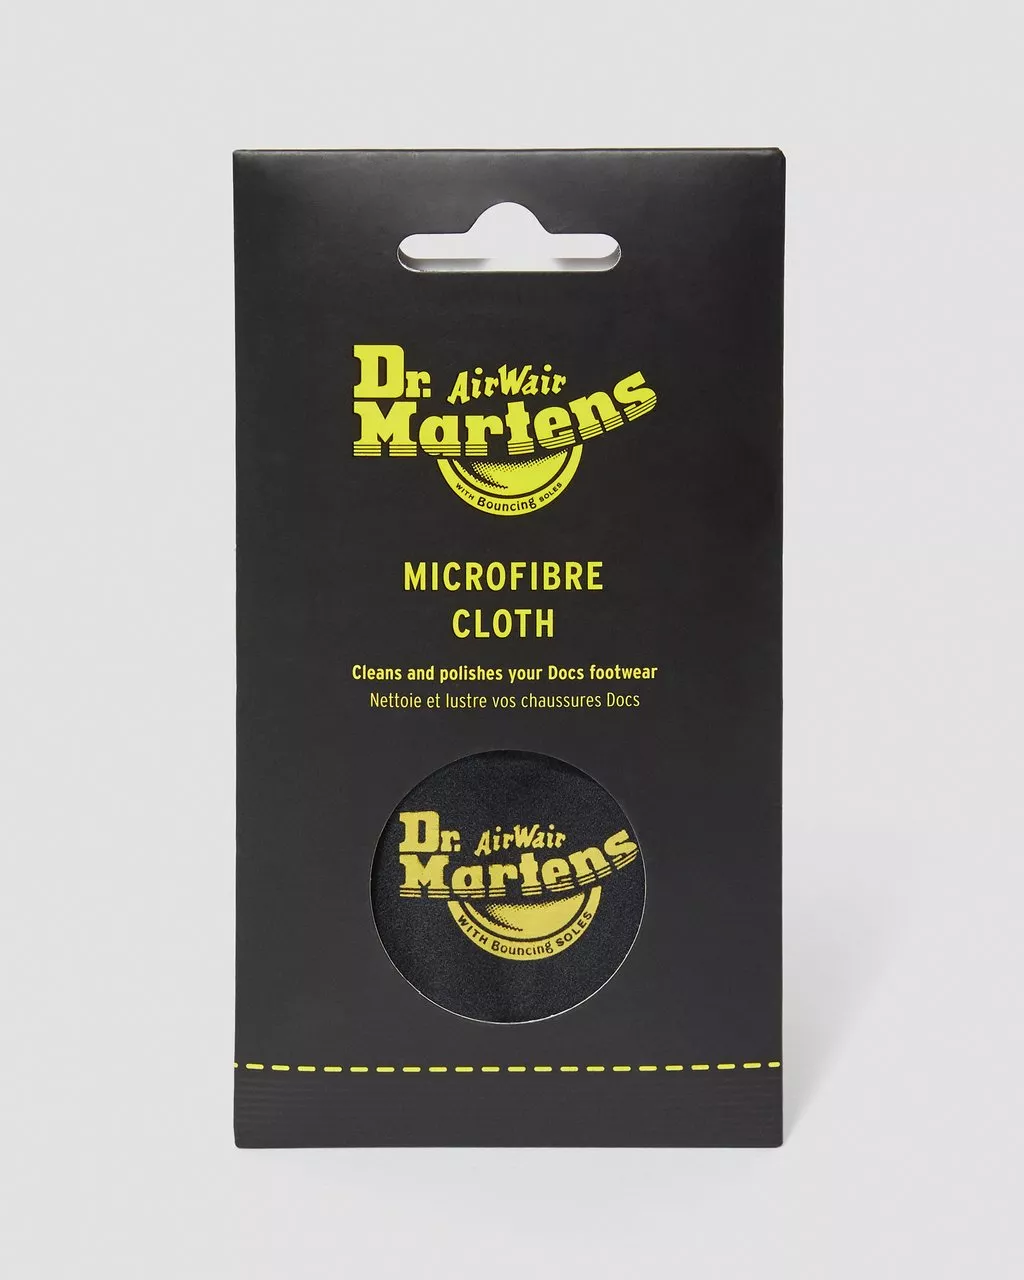 Dr. AirWair
Martens
WITH Bouncing SOLES
MICROFIBRE
CLOTH
Cleans and polishes your Docs footwear
Nettoie et lustre vos chaussures Docs
Dr. AirWair
Martens
WITH Bouncing SOLES